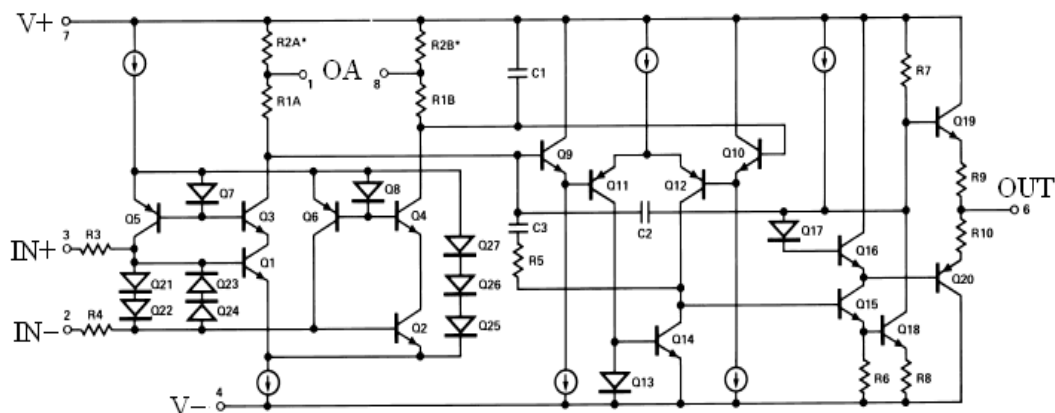 V+ 7
R2A*
R2B*
R7
OA
1
8
C1
R1A
R1B
Q19
Q9
Q10
Q7
Q8
Q11
Q12
R9
OUT
6
Q5
Q3
Q6
Q4
C3
C2
Q17
R10
IN+ 3
R3
Q27
Q16
Q1
R5
Q20
Q21
Q23
Q26
Q15
Q22
Q24
IN− 2
R4
Q2
Q25
Q18
Q14
Q13
R6
R8
V− 4